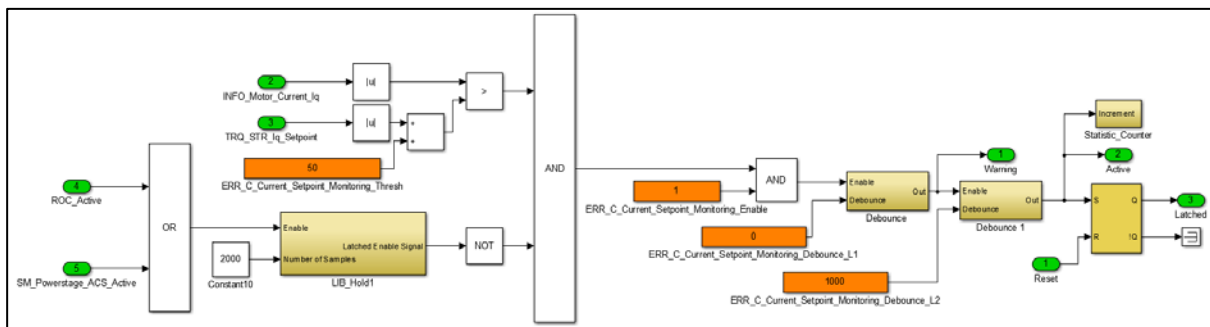 2
INFO_Motor_Current_Iq
|u|
>
3
TRQ_STR_Iq_Setpoint
|u|
+
+
50
ERR_C_Current_Setpoint_Monitoring_Thresh
4
ROC_Active
5
SM_Powerstage_ACS_Active
OR
2000
Constant10
Enable
Latched Enable Signal
Number of Samples
LIB_Hold1
NOT
AND
1
ERR_C_Current_Setpoint_Monitoring_Enable
AND
0
ERR_C_Current_Setpoint_Monitoring_Debounce_L1
Enable
Out
Debounce
Debounce
1000
ERR_C_Current_Setpoint_Monitoring_Debounce_L2
1
Warning
Enable
Out
Debounce
Debounce 1
Increment
Statistic_Counter
2
Active
S
Q
R
!Q
3
Latched
1
Reset